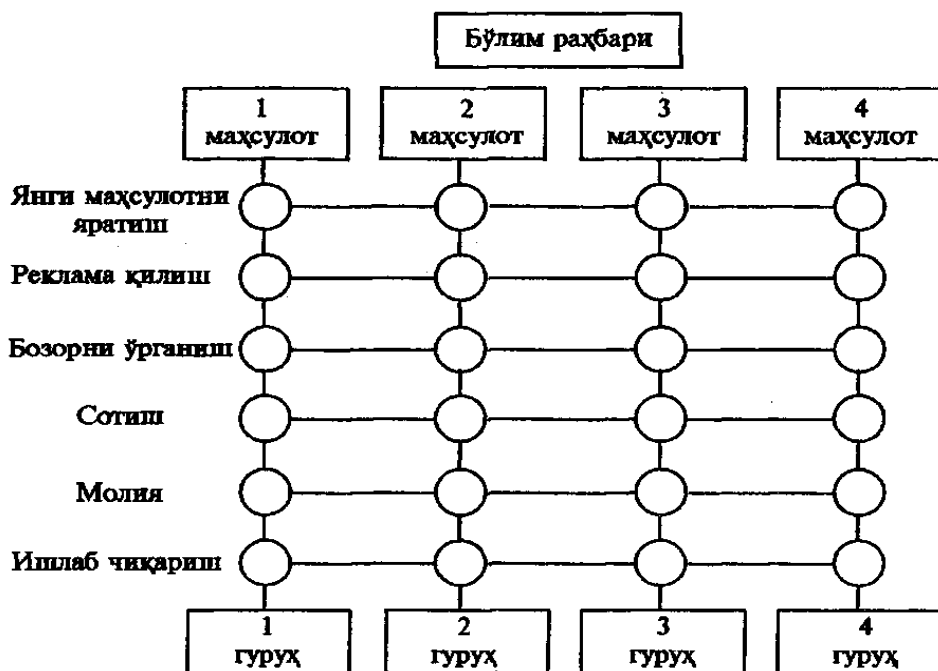 Бўлим раҳбари
1
маҳсулот
2
маҳсулот
3
маҳсулот
4
маҳсулот
Янги маҳсулотни
яратиш
Реклама қилиш
Бозорни ўрганиш
Сотиш
Молия
Ишлаб чиқариш
1
гуруҳ
2
гуруҳ
3
гуруҳ
4
гуруҳ